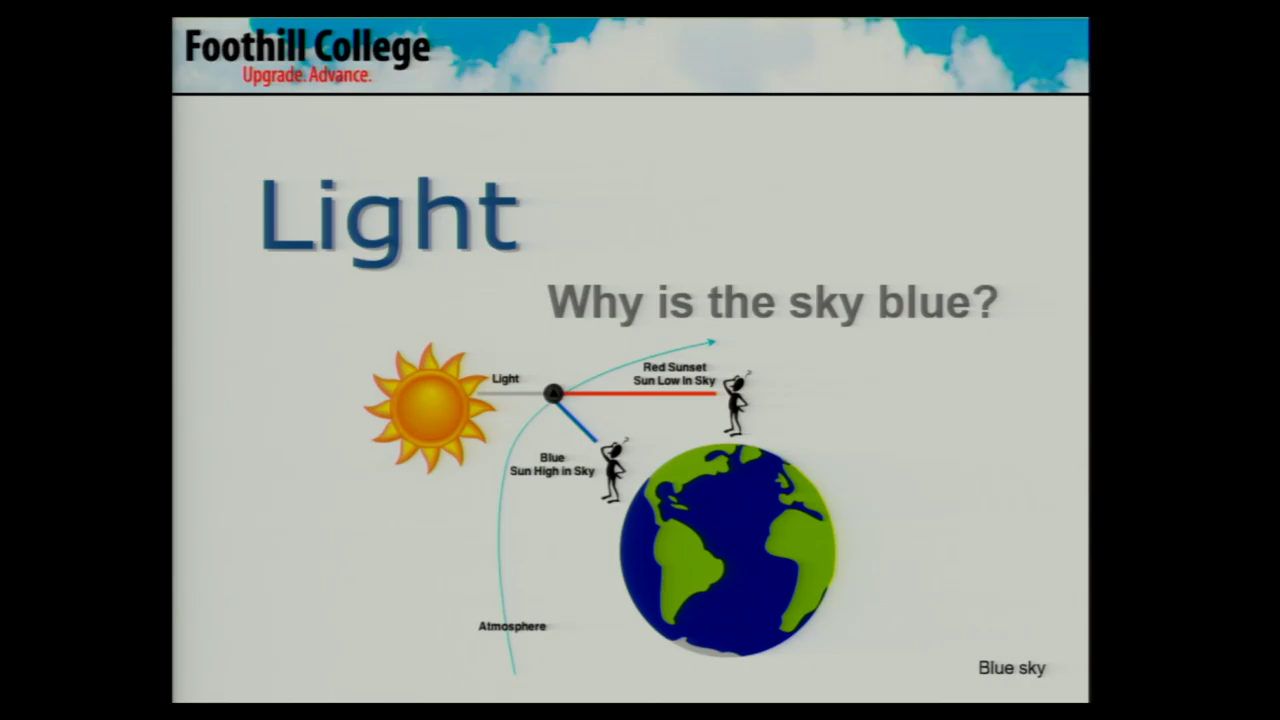 Foothill College
Upgrade. Advance.
Light
Why is the sky blue?
Light
Red Sunset
Sun Low In Sky
Blue
Sun High in Sky
Atmosphere
Blue sky